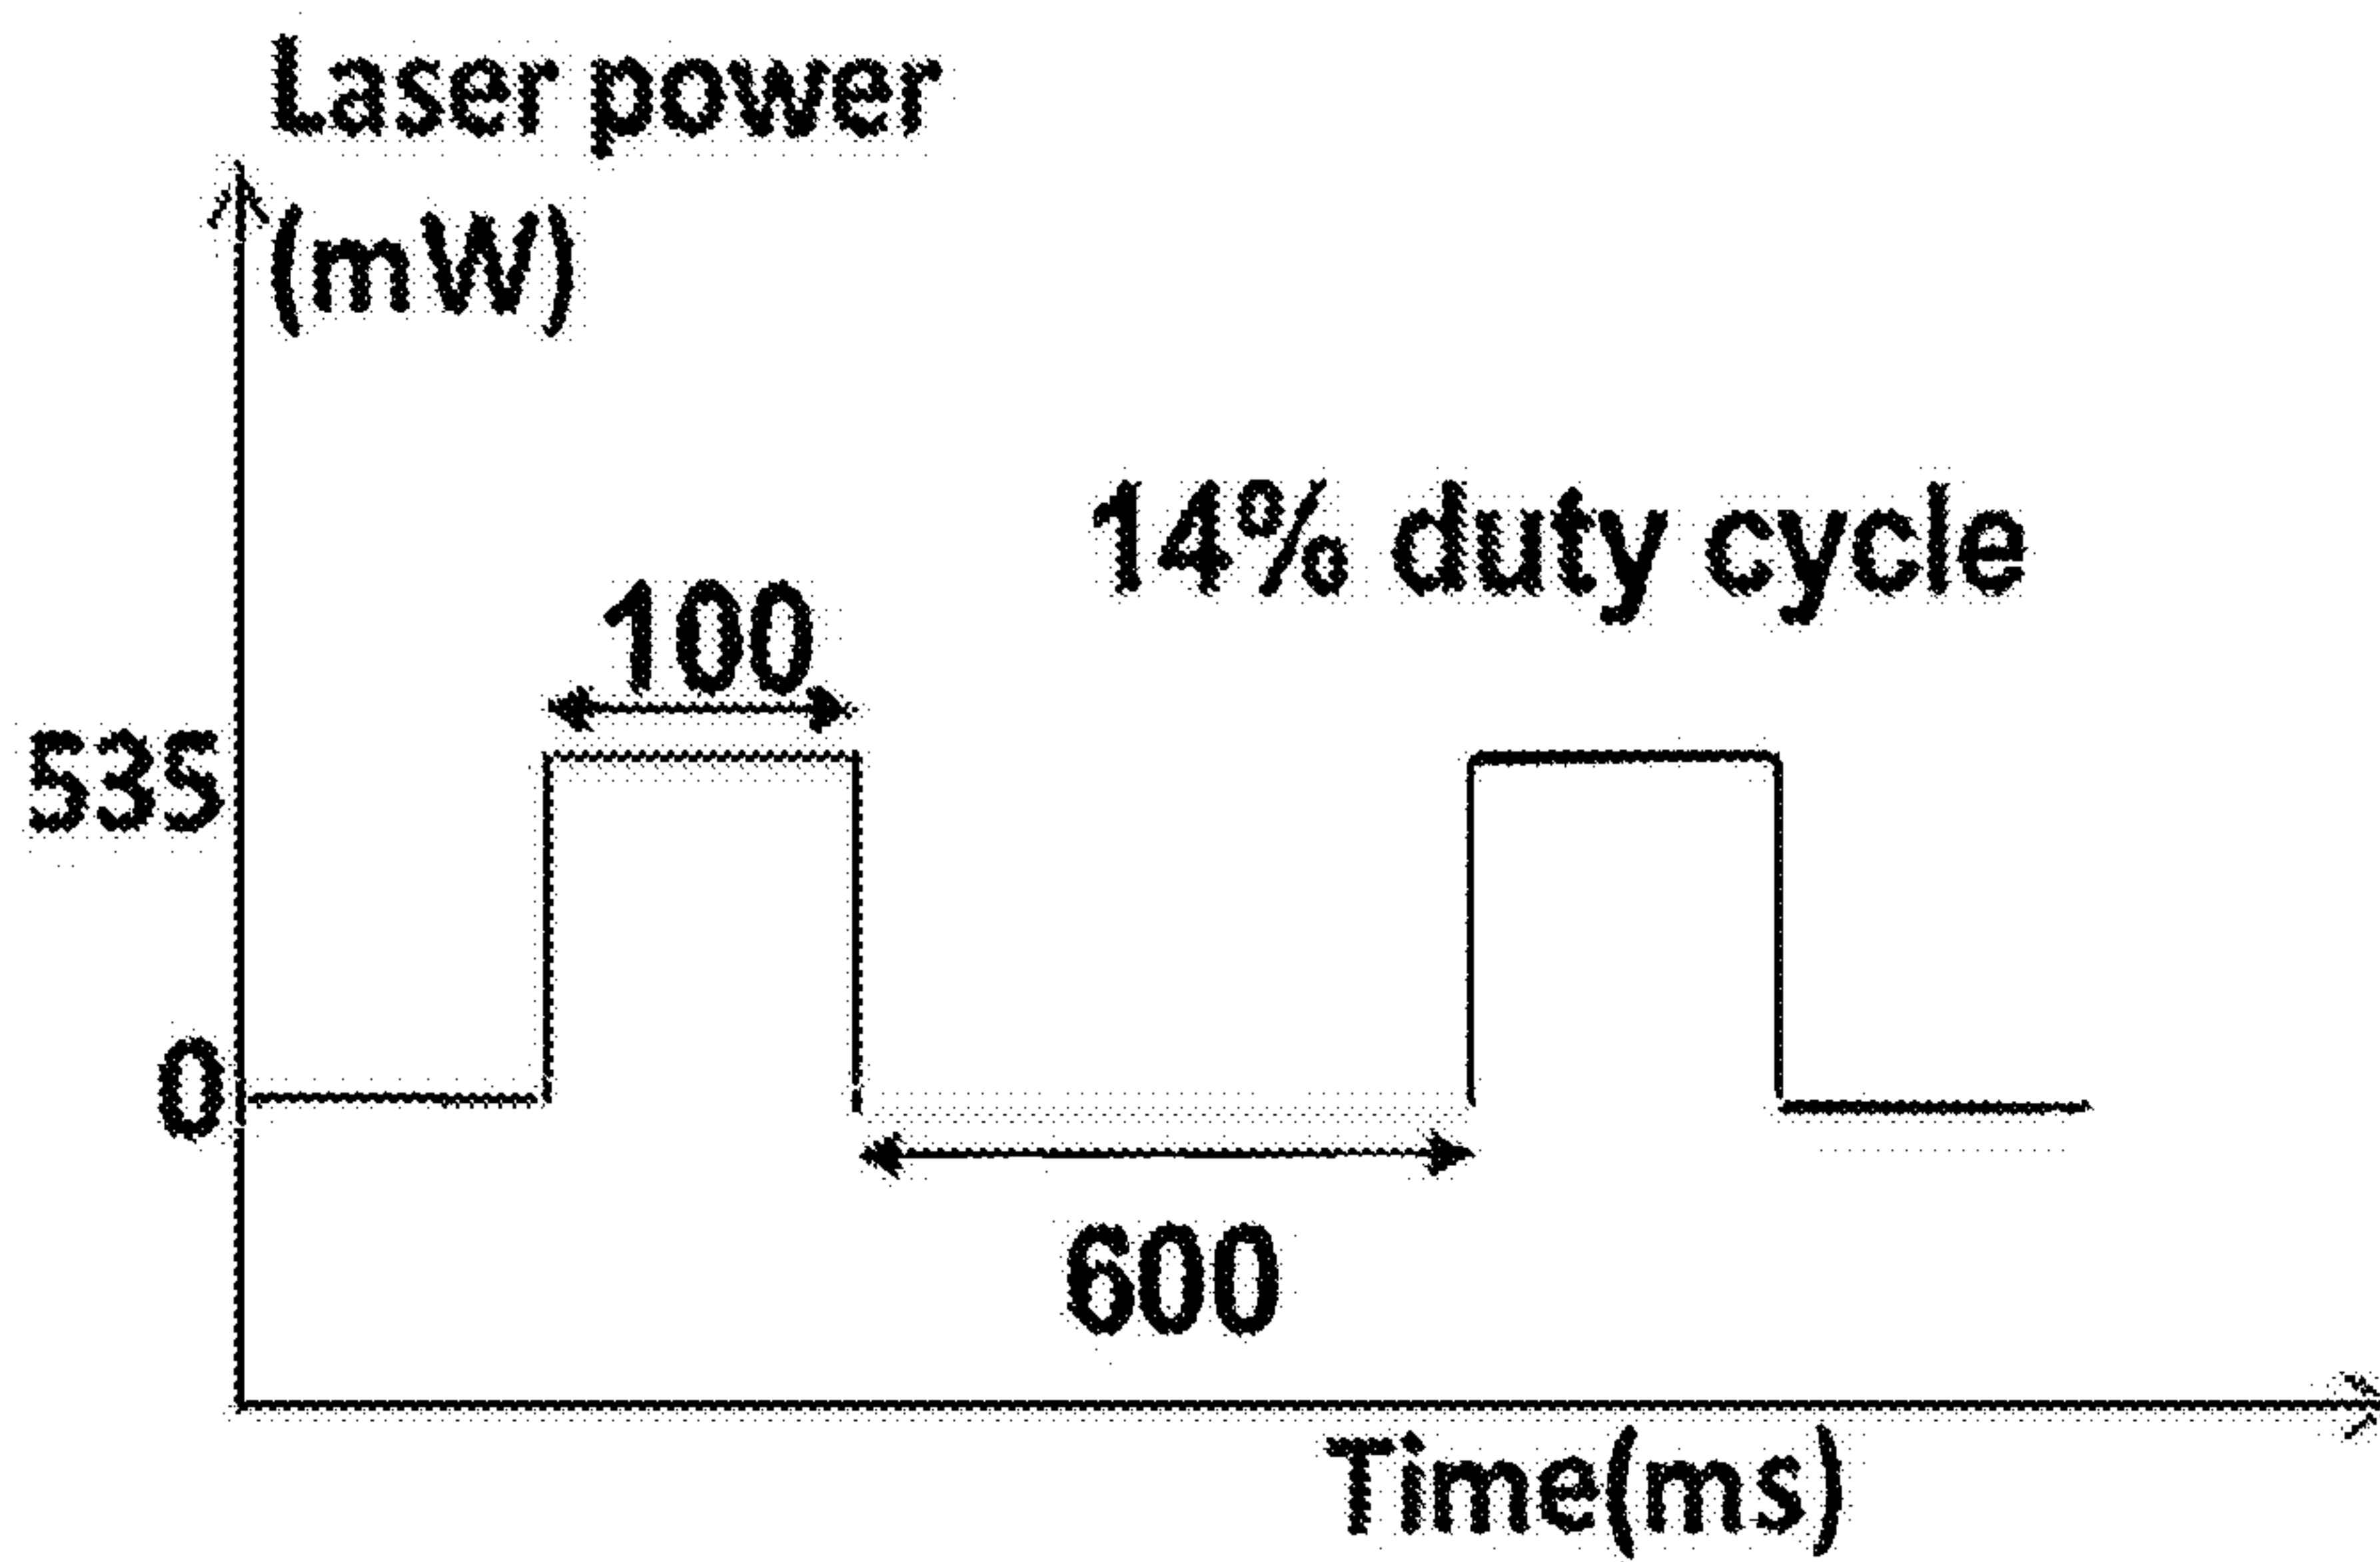 Laser power
(mW)
14% duty cycle
100
535
0
600
Time(ms)